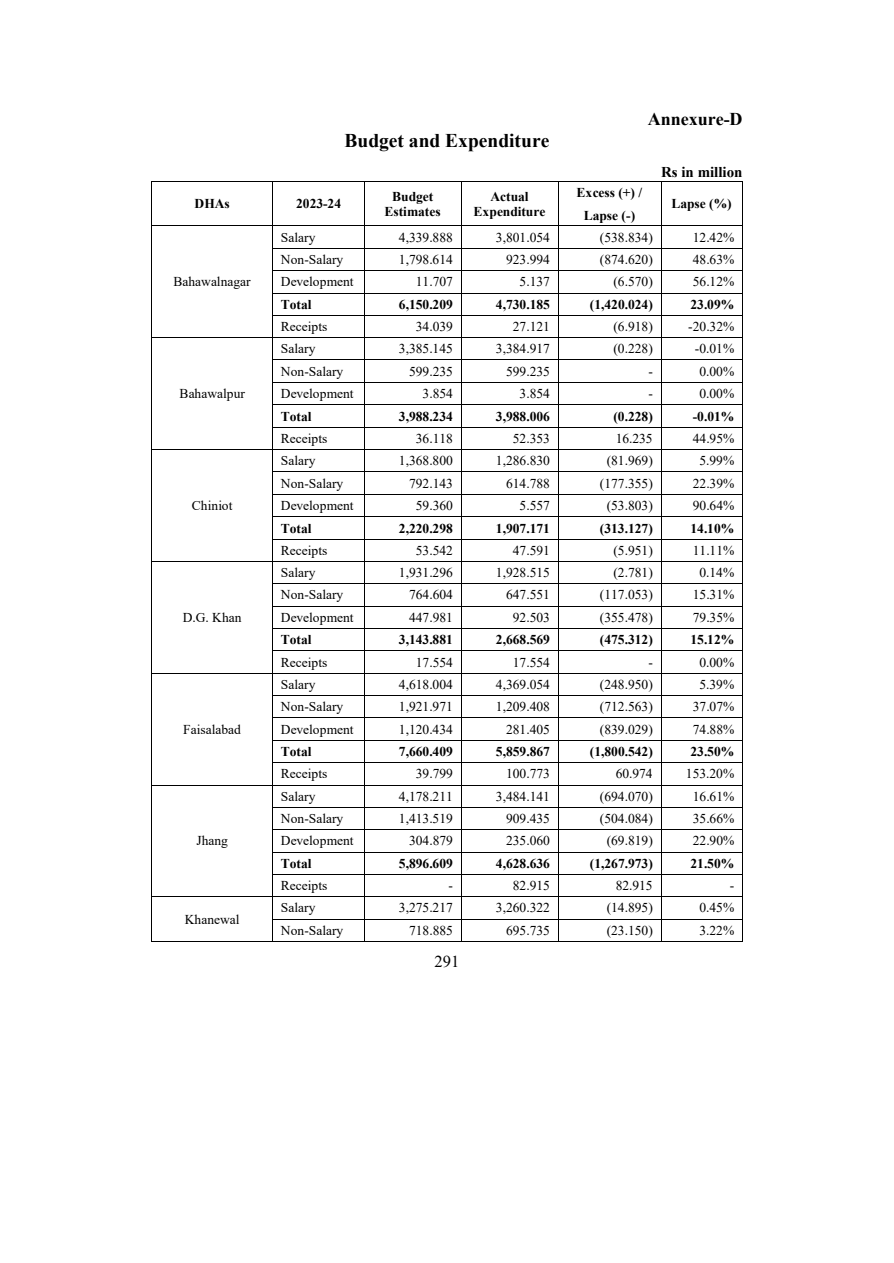 Annexure-D
Budget and Expenditure
Rs in million
DHAs 2023-24 Budget Estimates Actual Expenditure Excess (+) / Lapse (-) Lapse (%)
Bahawalnagar
Salary 4,339.888 3,801.054 (538.834) 12.42%
Non-Salary 1,798.614 923.994 (874.620) 48.63%
Development 11.707 5.137 (6.570) 56.12%
Total 6,150.209 4,730.185 (1,420.024) 23.09%
Receipts 34.039 27.121 (6.918) -20.32%
Bahawalpur
Salary 3,385.145 3,384.917 (0.228) -0.01%
Non-Salary 599.235 599.235 - 0.00%
Development 3.854 3.854 - 0.00%
Total 3,988.234 3,988.006 (0.228) -0.01%
Receipts 36.118 52.353 16.235 44.95%
Chiniot
Salary 1,368.800 1,286.830 (81.969) 5.99%
Non-Salary 792.143 614.788 (177.355) 22.39%
Development 59.360 5.557 (53.803) 90.64%
Total 2,220.298 1,907.171 (313.127) 14.10%
Receipts 53.542 47.591 (5.951) 11.11%
D.G. Khan
Salary 1,931.296 1,928.515 (2.781) 0.14%
Non-Salary 764.604 647.551 (117.053) 15.31%
Development 447.981 92.503 (355.478) 79.35%
Total 3,143.881 2,668.569 (475.312) 15.12%
Receipts 17.554 17.554 - 0.00%
Faisalabad
Salary 4,618.004 4,369.054 (248.950) 5.39%
Non-Salary 1,921.971 1,209.408 (712.563) 37.07%
Development 1,120.434 281.405 (839.029) 74.88%
Total 7,660.409 5,859.867 (1,800.542) 23.50%
Receipts 39.799 100.773 60.974 153.20%
Jhang
Salary 4,178.211 3,484.141 (694.070) 16.61%
Non-Salary 1,413.519 909.435 (504.084) 35.66%
Development 304.879 235.060 (69.819) 22.90%
Total 5,896.609 4,628.636 (1,267.973) 21.50%
Receipts - 82.915 82.915 -
Khanewal
Salary 3,275.217 3,260.322 (14.895) 0.45%
Non-Salary 718.885 695.735 (23.150) 3.22%
291